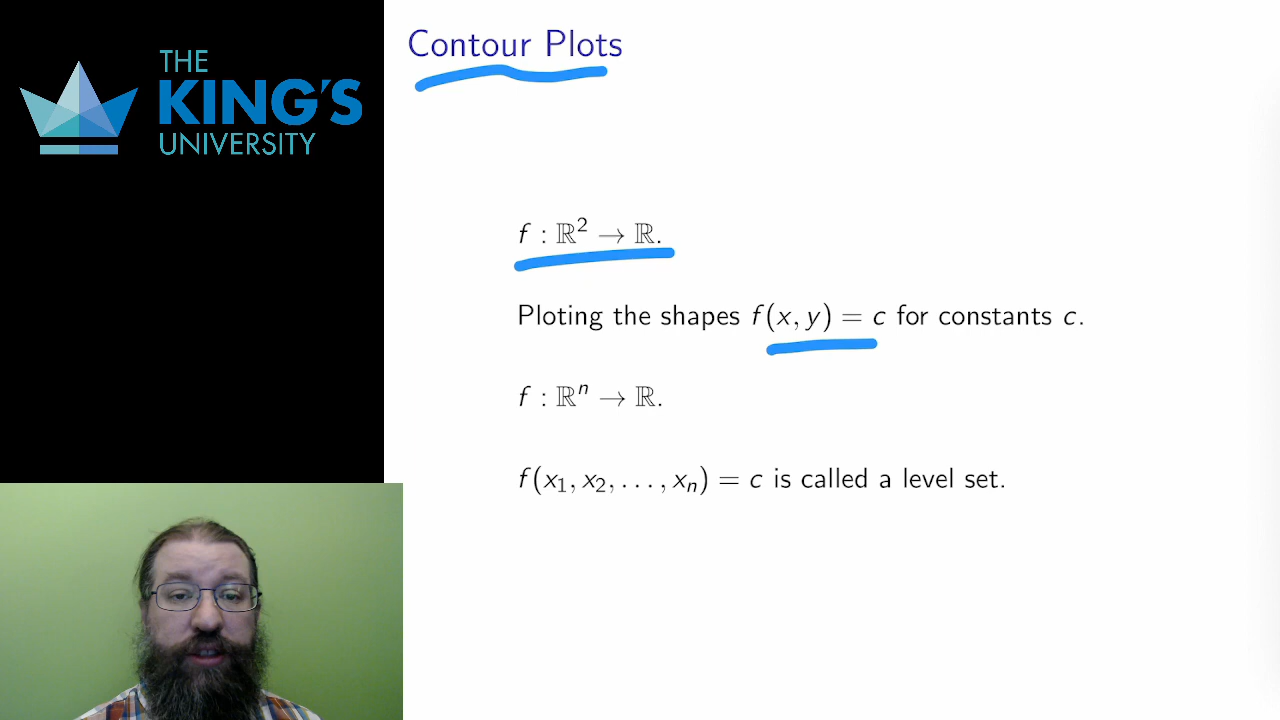 THE
KING'S
UNIVERSITY
Contour Plots
f : ℝ² → ℝ.
Ploting the shapes f(x, y) = c for constants c.
f : ℝⁿ → ℝ.
f(x₁, x₂, . . . , xₙ) = c is called a level set.